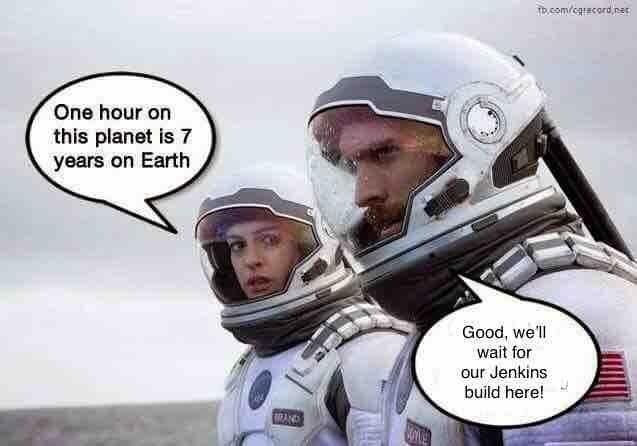 fb.com/cgrecord.net
One hour on
this planet is 7
years on Earth
Good, we'll
wait for
our Jenkins
build here!
BRAND
DOYLE